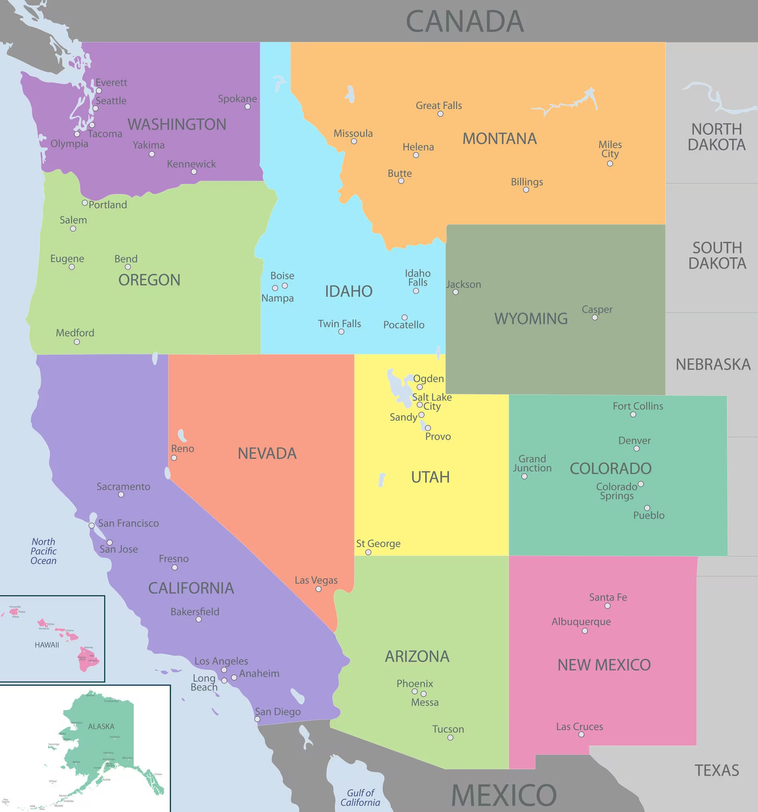 CANADA
Everett
Seattle
Spokane
WASHINGTON
Tacoma
Olympia
Yakima
Kennewick
Great Falls
Missoula
MONTANA
Helena
Miles
City
Butte
Billings
NORTH
DAKOTA
Portland
Salem
Eugene
Bend
OREGON
Medford
Boise
Nampa
IDAHO
Idaho
Falls
Twin Falls
Pocatello
Jackson
WYOMING
Casper
SOUTH
DAKOTA
NEBRASKA
Reno
NEVADA
Las Vegas
Ogden
Salt Lake
City
Sandy
Provo
UTAH
St George
Fort Collins
Denver
Grand
Junction
COLORADO
Colorado
Springs
Pueblo
Sacramento
San Francisco
San Jose
Fresno
CALIFORNIA
Bakersfield
Los Angeles
Long
Beach
Anaheim
San Diego
North
Pacific
Ocean
HAWAII
ALASKA
ARIZONA
Phoenix
Messa
Tucson
Santa Fe
Albuquerque
NEW MEXICO
Las Cruces
TEXAS
Gulf of
California
MEXICO